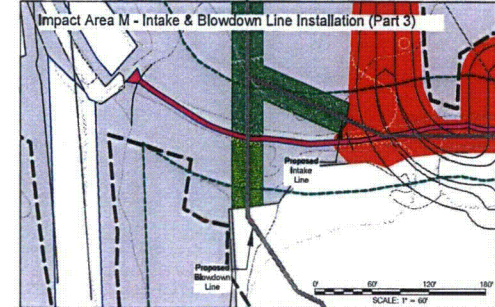 Impact Area M - Intake & Blowdown Line Installation (Part 3)
Proposed
Intake
Line
Proposed
Blowdown
Line
0' 60' 120' 180'
SCALE: 1" = 60'